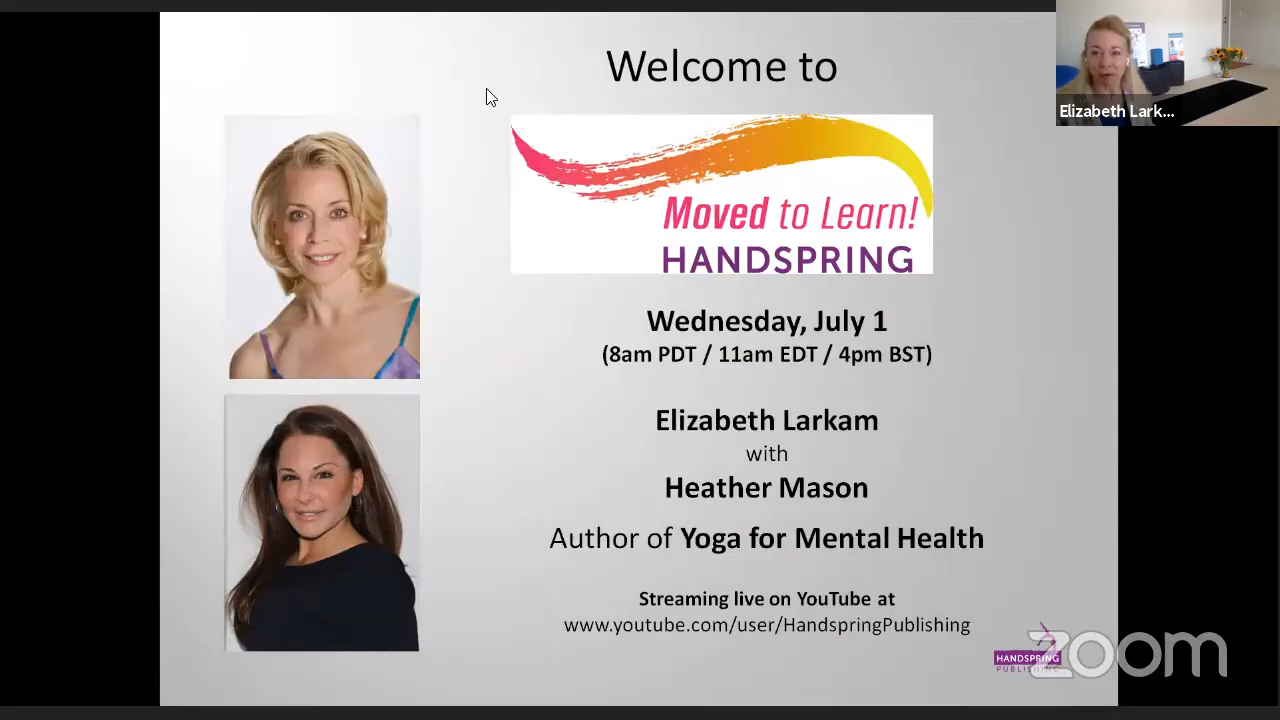 Welcome to
Elizabeth Lark...
Moved to Learn!
HANDSPRING
Wednesday, July 1
(8am PDT / 11am EDT / 4pm BST)
Elizabeth Larkam
with
Heather Mason
Author of Yoga for Mental Health
Streaming live on YouTube at
www.youtube.com/user/HandspringPublishing
HANDSPRING
PUBLISHING
zoom